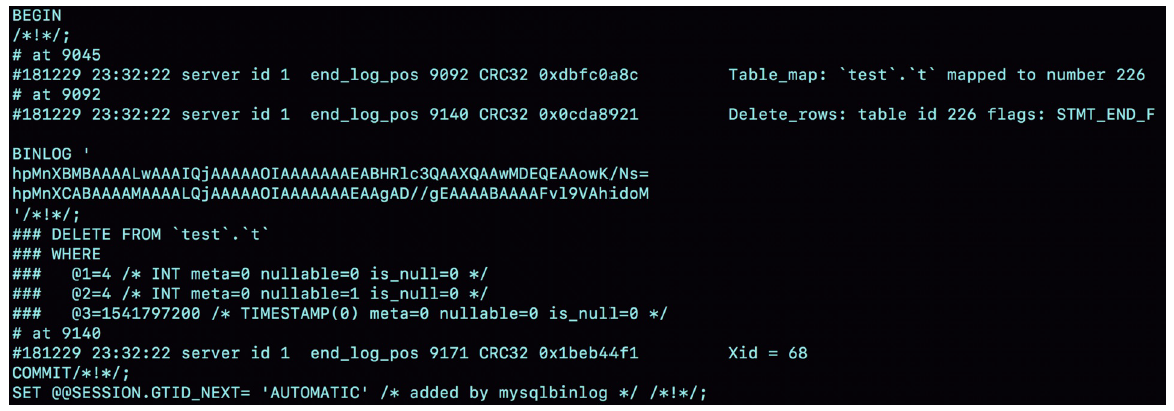 BEGIN
/*!*/;
# at 9045
#181229 23:32:22 server id 1  end_log_pos 9092 CRC32 0xdbfc0a8c         Table_map: `test`.`t` mapped to number 226
# at 9092
#181229 23:32:22 server id 1  end_log_pos 9140 CRC32 0x0cda8921         Delete_rows: table id 226 flags: STMT_END_F
BINLOG '
hpMnXBMBAAAALwAAAIQjAAAAAOIAAAAAAAEABHRlc3QAAXQAAwMDEQEAAowK/Ns=
hpMnXCABAAAAMAAAALQjAAAAAOIAAAAAAAEAAgAD//gEAAAABAAAAFvl9VAhidoM
'/*!*/;
### DELETE FROM `test`.`t`
### WHERE
###   @1=4 /* INT meta=0 nullable=0 is_null=0 */
###   @2=4 /* INT meta=0 nullable=1 is_null=0 */
###   @3=1541797200 /* TIMESTAMP(0) meta=0 nullable=0 is_null=0 */
# at 9140
#181229 23:32:22 server id 1  end_log_pos 9171 CRC32 0x1beb44f1         Xid = 68
COMMIT/*!*/;
SET @@SESSION.GTID_NEXT= 'AUTOMATIC' /* added by mysqlbinlog */ /*!*/;